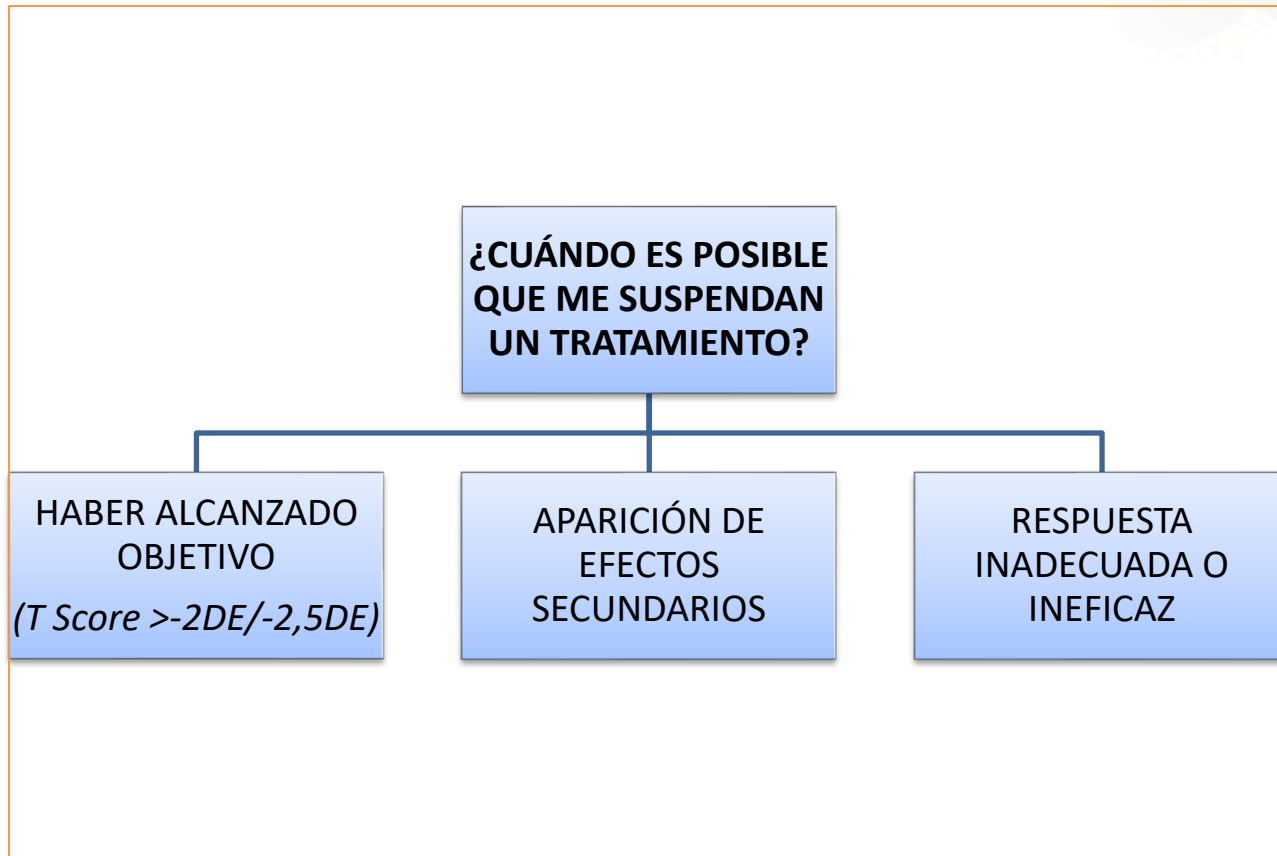 ¿CUÁNDO ES POSIBLE
QUE ME SUSPENDAN
UN TRATAMIENTO?
HABER ALCANZADO
OBJETIVO
(T Score >-2DE/-2,5DE)
APARICIÓN DE
EFECTOS
SECUNDARIOS
RESPUESTA
INADECUADA O
INEFICAZ